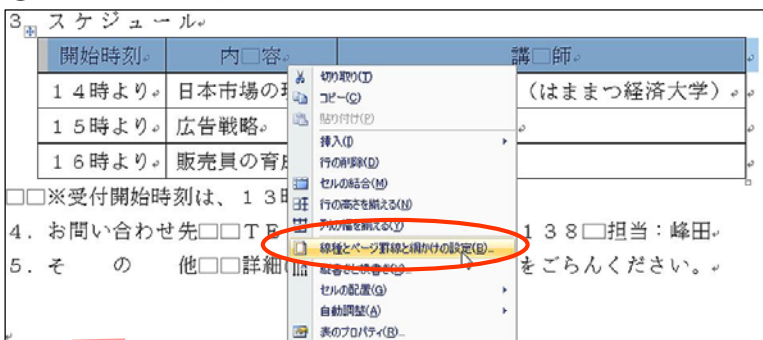 3. スケジュール
開始時刻 内□容 講□師
14時より 日本市場の (はままつ経済大学)
15時より 広告戦略
16時より 販売員の育
□□※受付開始時刻は、13時
4. お問い合わせ先□□TE 138□担当:峰田
5. その他□□詳細 をごらんください。
切り取り(T)
コピー(C)
貼り付け(P)
挿入(I)
行の削除(D)
セルの結合(M)
行の高さを揃える(N)
列の幅を揃える(Y)
線種とページ罫線と網かけの設定(B)...
縦書きと横書き(X)...
セルの配置(G)
自動調整(A)
表のプロパティ(R)...